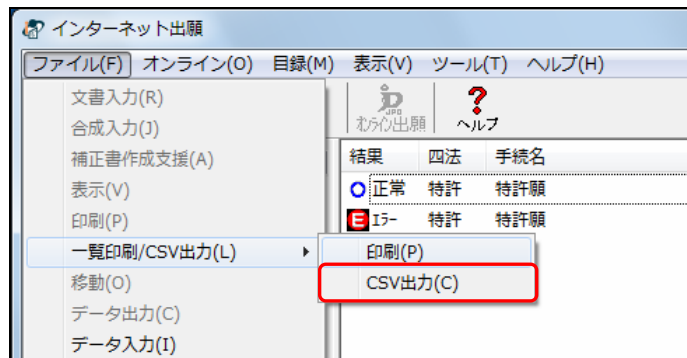 インターネット出願
ファイル(F) オンライン(O) 目録(M) 表示(V) ツール(T) ヘルプ(H)
文書入力(R)
合成入力(J)
補正書作成支援(A)
表示(V)
印刷(P)
一覧印刷/CSV出力(L)
移動(O)
データ出力(C)
データ入力(I)
JPO
オンライン出願
ヘルプ
結果 四法 手続名
正常 特許 特許願
E エラー 特許 特許願
印刷(P)
CSV出力(C)